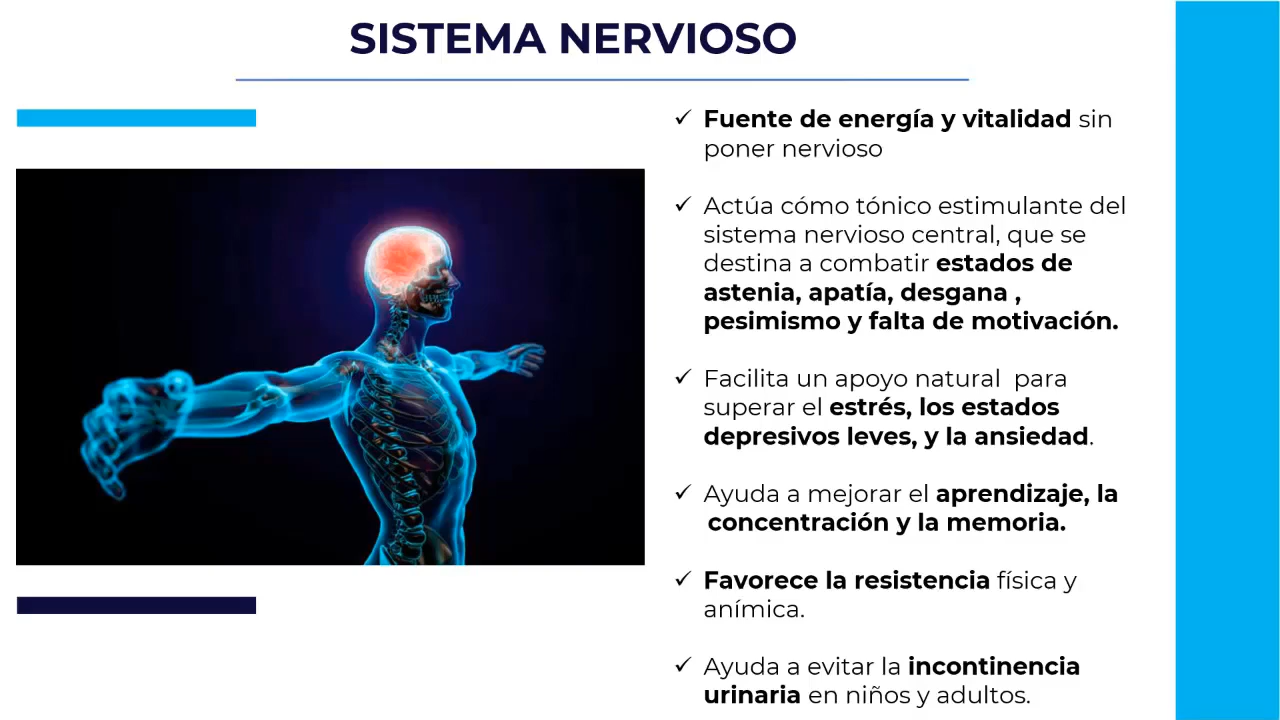 SISTEMA NERVIOSO
✓ Fuente de energía y vitalidad sin
poner nervioso
✓ Actúa cómo tónico estimulante del
sistema nervioso central, que se
destina a combatir estados de
astenia, apatía, desgana ,
pesimismo y falta de motivación.
✓ Facilita un apoyo natural  para
superar el estrés, los estados
depresivos leves, y la ansiedad.
✓ Ayuda a mejorar el aprendizaje, la
concentración y la memoria.
✓ Favorece la resistencia física y
anímica.
✓ Ayuda a evitar la incontinencia
urinaria en niños y adultos.